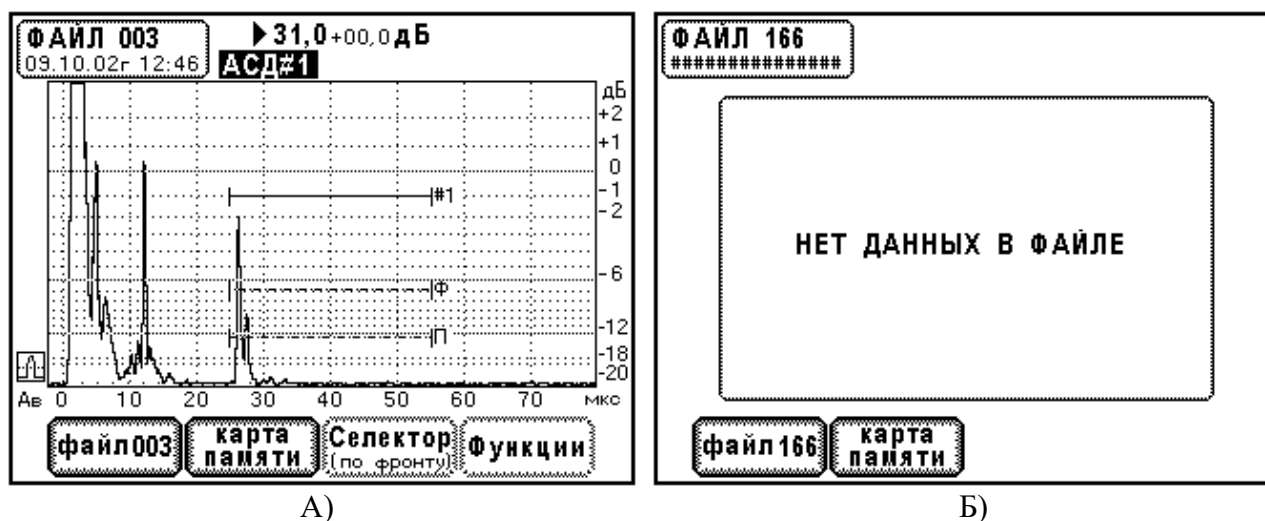 ФАЙЛ 003
09.10.02г 12:46
31,0+00,0дБ
АСД#1
дБ
+2
+1
0
-1
#1
-2
-6
Ф
-12
П
-18
-20
Ав 0 10 20 30 40 50 60 70 мкс
файл003
карта
памяти
Селектор
(по фронту)
Функции
А)
ФАЙЛ 166
###############
НЕТ ДАННЫХ В ФАЙЛЕ
файл166
карта
памяти
Б)